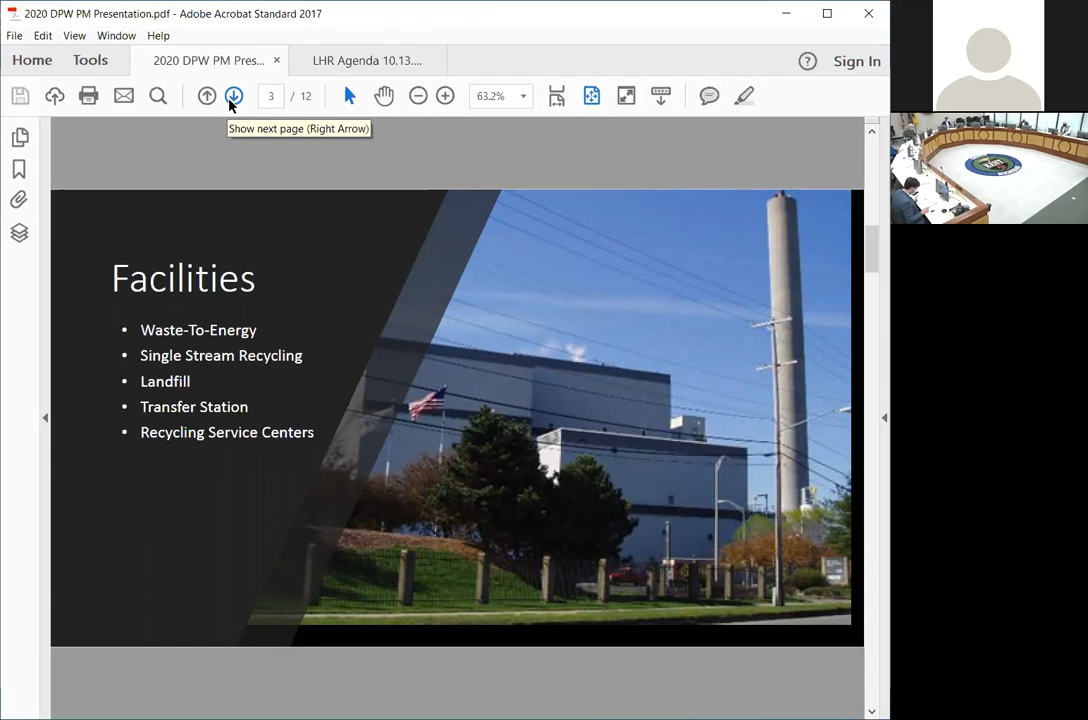 2020 DPW PM Presentation.pdf - Adobe Acrobat Standard 2017
File Edit View Window Help
Home Tools 2020 DPW PM Pres... × LHR Agenda 10.13.... ? Sign In
3 / 12 63.2%
Show next page (Right Arrow)
Facilities
• Waste-To-Energy
• Single Stream Recycling
• Landfill
• Transfer Station
• Recycling Service Centers